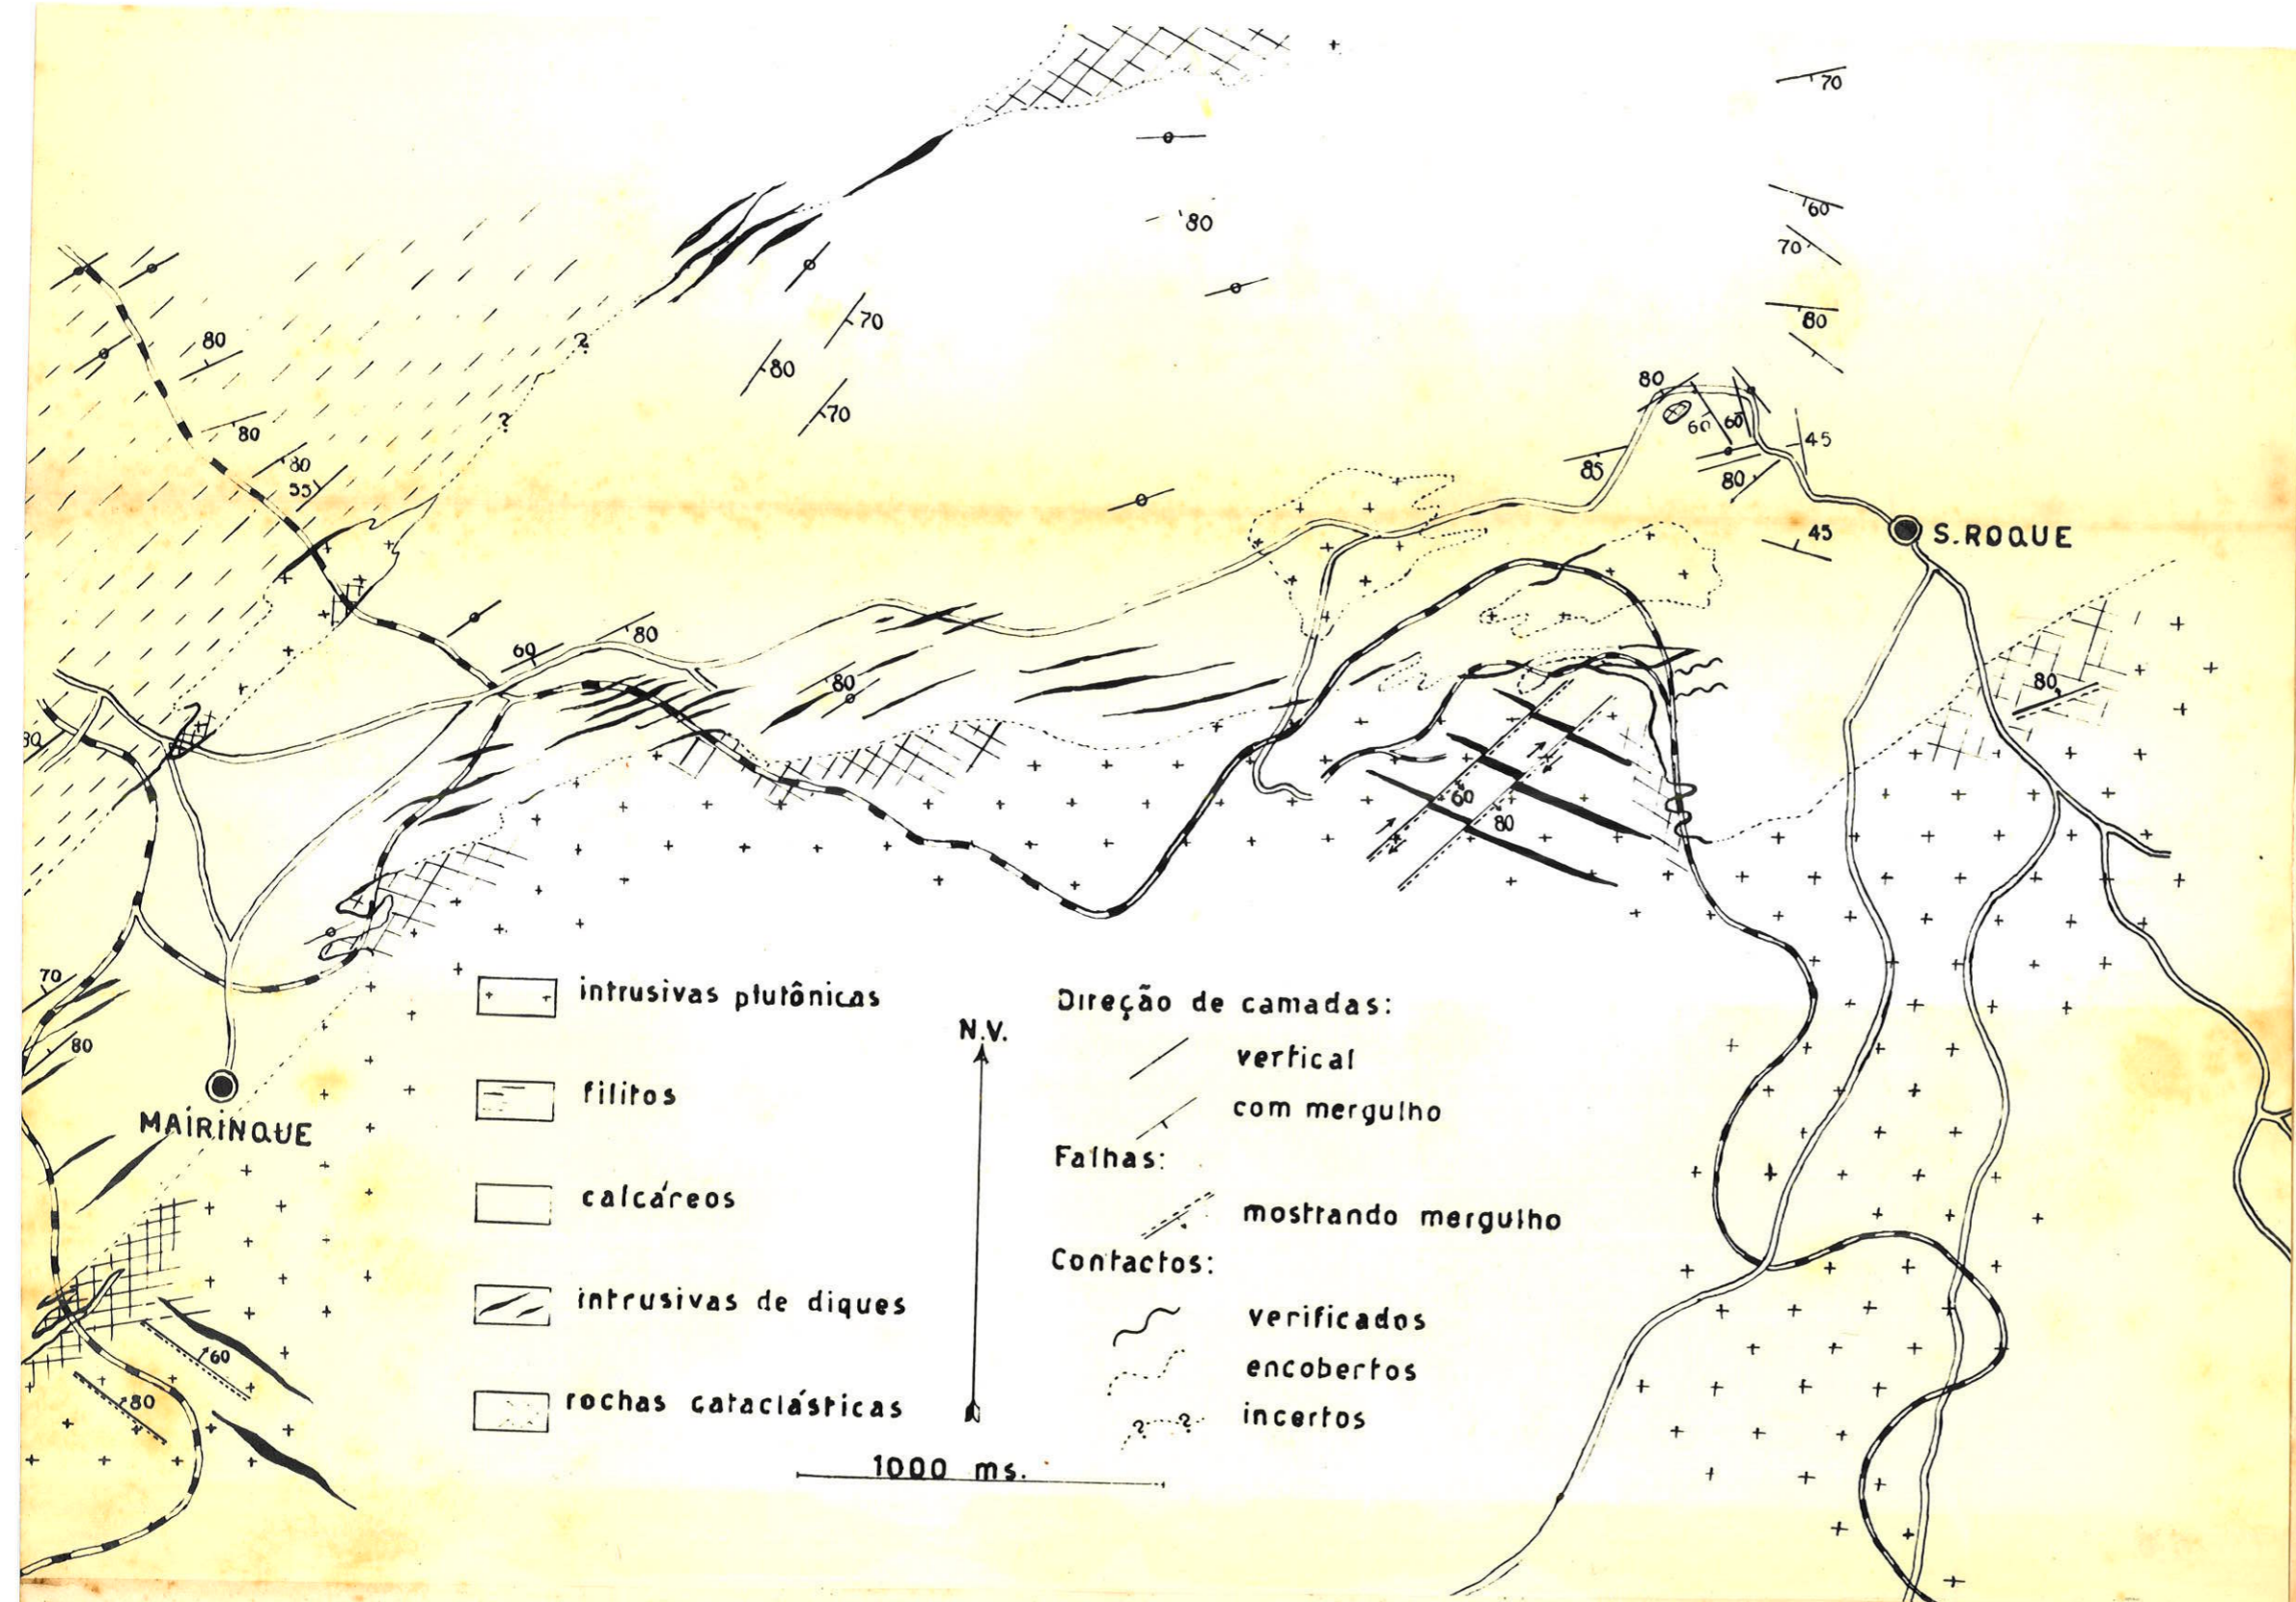 70
80
60
70
80
70
80
80
70
80
80
60
60
45
80
80
55
85
80
45
S.ROQUE
?
?
80
60
80
80
80
60
80
70
80
MAIRINQUE
60
80
intrusivas plutônicas
filitos
calcáreos
intrusivas de diques
rochas cataclásticas
N.V.
1000 ms.
Direção de camadas:
vertical
com mergulho
Falhas:
mostrando mergulho
Contactos:
verificados
encobertos
? ?
incertos